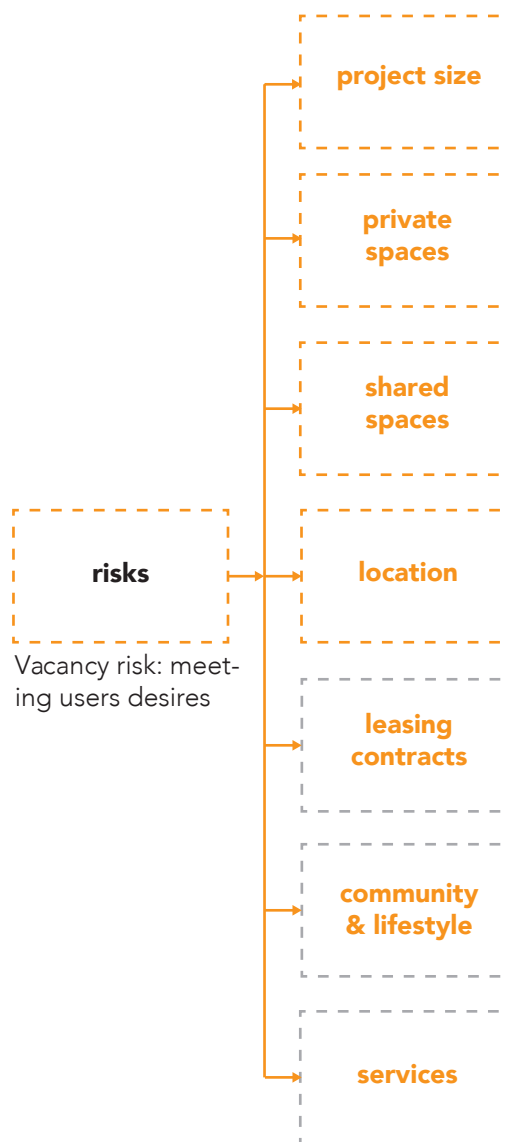 project size
private
spaces
shared
spaces
risks
location
Vacancy risk: meet-
ing users desires
leasing
contracts
community
& lifestyle
services